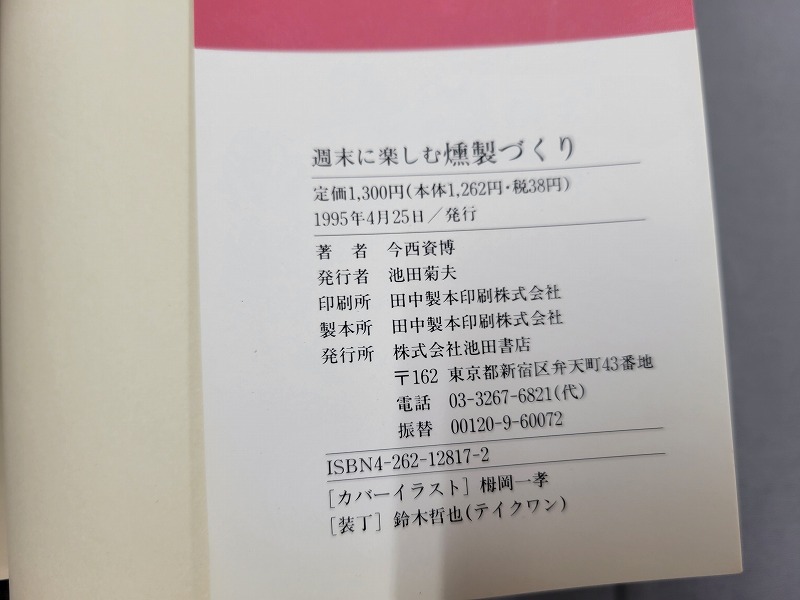 週末に楽しむ燻製づくり
定価1,300円(本体1,262円・税38円)
1995年4月25日／発行
著　者　今西資博
発行者　池田菊夫
印刷所　田中製本印刷株式会社
製本所　田中製本印刷株式会社
発行所　株式会社池田書店
〒162 東京都新宿区弁天町43番地
電話　03-3267-6821(代)
振替　00120-9-60072
ISBN4-262-12817-2
[カバーイラスト] 栂岡一孝
[装丁] 鈴木哲也(テイクワン)